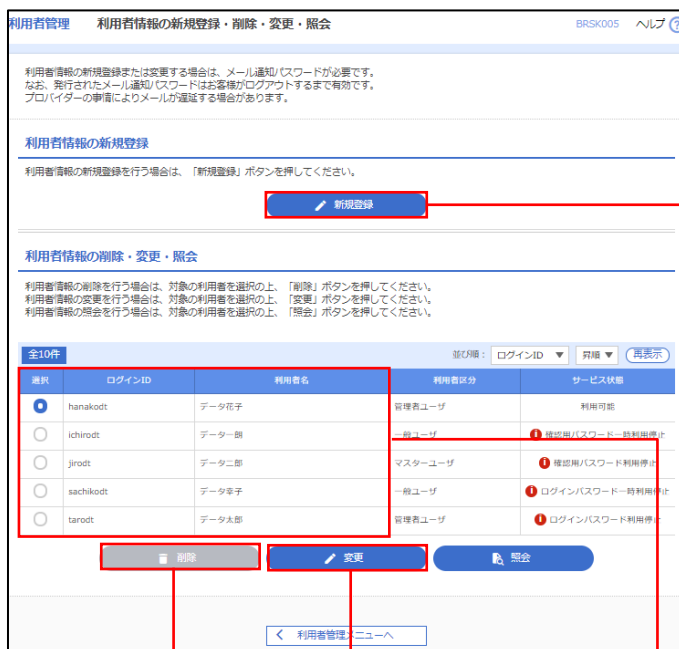 利用者管理 利用者情報の新規登録・削除・変更・照会 BRSK005 ヘルプ ?
利用者情報の新規登録または変更する場合は、メール通知パスワードが必要です。
なお、発行されたメール通知パスワードはお客様がログアウトするまで有効です。
プロバイダーの事情によりメールが遅延する場合があります。
利用者情報の新規登録
利用者情報の新規登録を行う場合は、「新規登録」ボタンを押してください。
新規登録
利用者情報の削除・変更・照会
利用者情報の削除を行う場合は、対象の利用者を選択の上、「削除」ボタンを押してください。
利用者情報の変更を行う場合は、対象の利用者を選択の上、「変更」ボタンを押してください。
利用者情報の照会を行う場合は、対象の利用者を選択の上、「照会」ボタンを押してください。
全10件 並び順: ログインID ▼ 昇順 ▼ 再表示
選択 ログインID 利用者名 利用者区分 サービス状態
hanakodt データ花子 管理者ユーザ 利用可能
ichirodt データ一朗 一般ユーザ 確認用パスワード一時利用停止
jirodt データ二郎 マスターユーザ 確認用パスワード利用停止
sachikodt データ幸子 一般ユーザ ログインパスワード一時利用停止
tarodt データ太郎 管理者ユーザ ログインパスワード利用停止
削除 変更 照会
利用者管理メニューへ